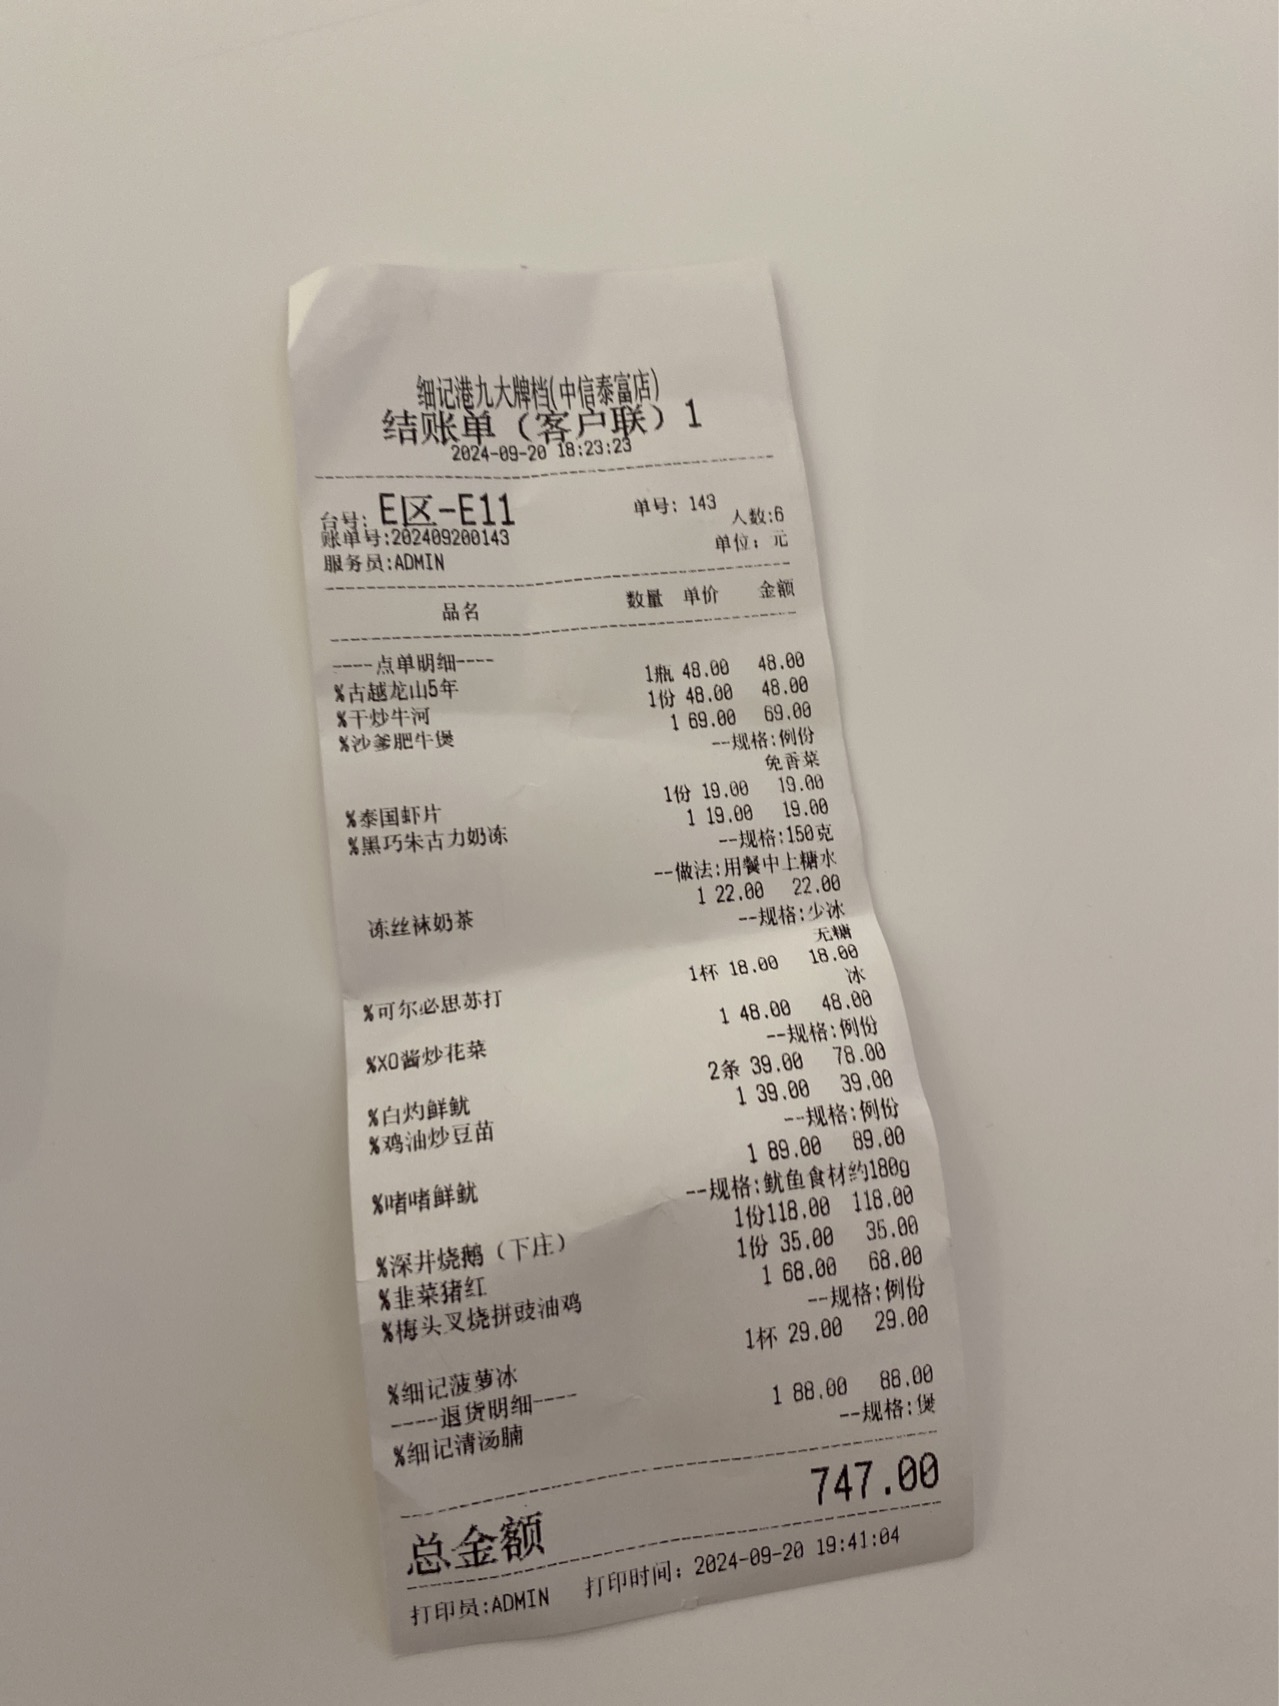 细记港九大牌档(中信泰富店)
结账单（客户联）1
2024-09-20 18:23:23
台号: E区-E11 单号: 143
账单号:202409200143 人数:6
服务员:ADMIN 单位: 元
品名 数量 单价 金额
----点单明细----
%古越龙山5年 1瓶 48.00 48.00
%干炒牛河 1份 48.00 48.00
%沙爹肥牛煲 1 69.00 69.00
--规格:例份
免香菜
%泰国虾片 1份 19.00 19.00
%黑巧朱古力奶冻 1 19.00 19.00
--规格:150克
--做法:用餐中上糖水
冻丝袜奶茶 1 22.00 22.00
--规格:少冰
无糖
%可尔必思苏打 1杯 18.00 18.00
冰
%XO酱炒花菜 1 48.00 48.00
--规格:例份
%白灼鲜鱿 2条 39.00 78.00
%鸡油炒豆苗 1 39.00 39.00
--规格:例份
%啫啫鲜鱿 1 89.00 89.00
--规格:鱿鱼食材约180g
%深井烧鹅（下庄） 1份118.00 118.00
%韭菜猪红 1份 35.00 35.00
%梅头叉烧拼豉油鸡 1 68.00 68.00
--规格:例份
%细记菠萝冰 1杯 29.00 29.00
----退货明细----
%细记清汤腩 1 88.00 88.00
--规格:煲
总金额 747.00
打印员:ADMIN 打印时间: 2024-09-20 19:41:04